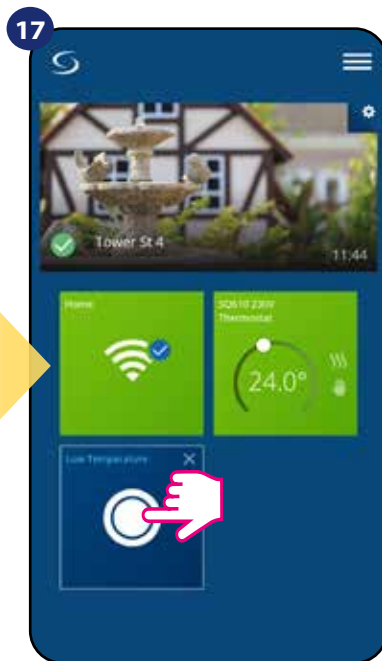 17
Tower St 4
11:44
Home
SQ610 230V
Thermostat
24.0°
Low Temperature